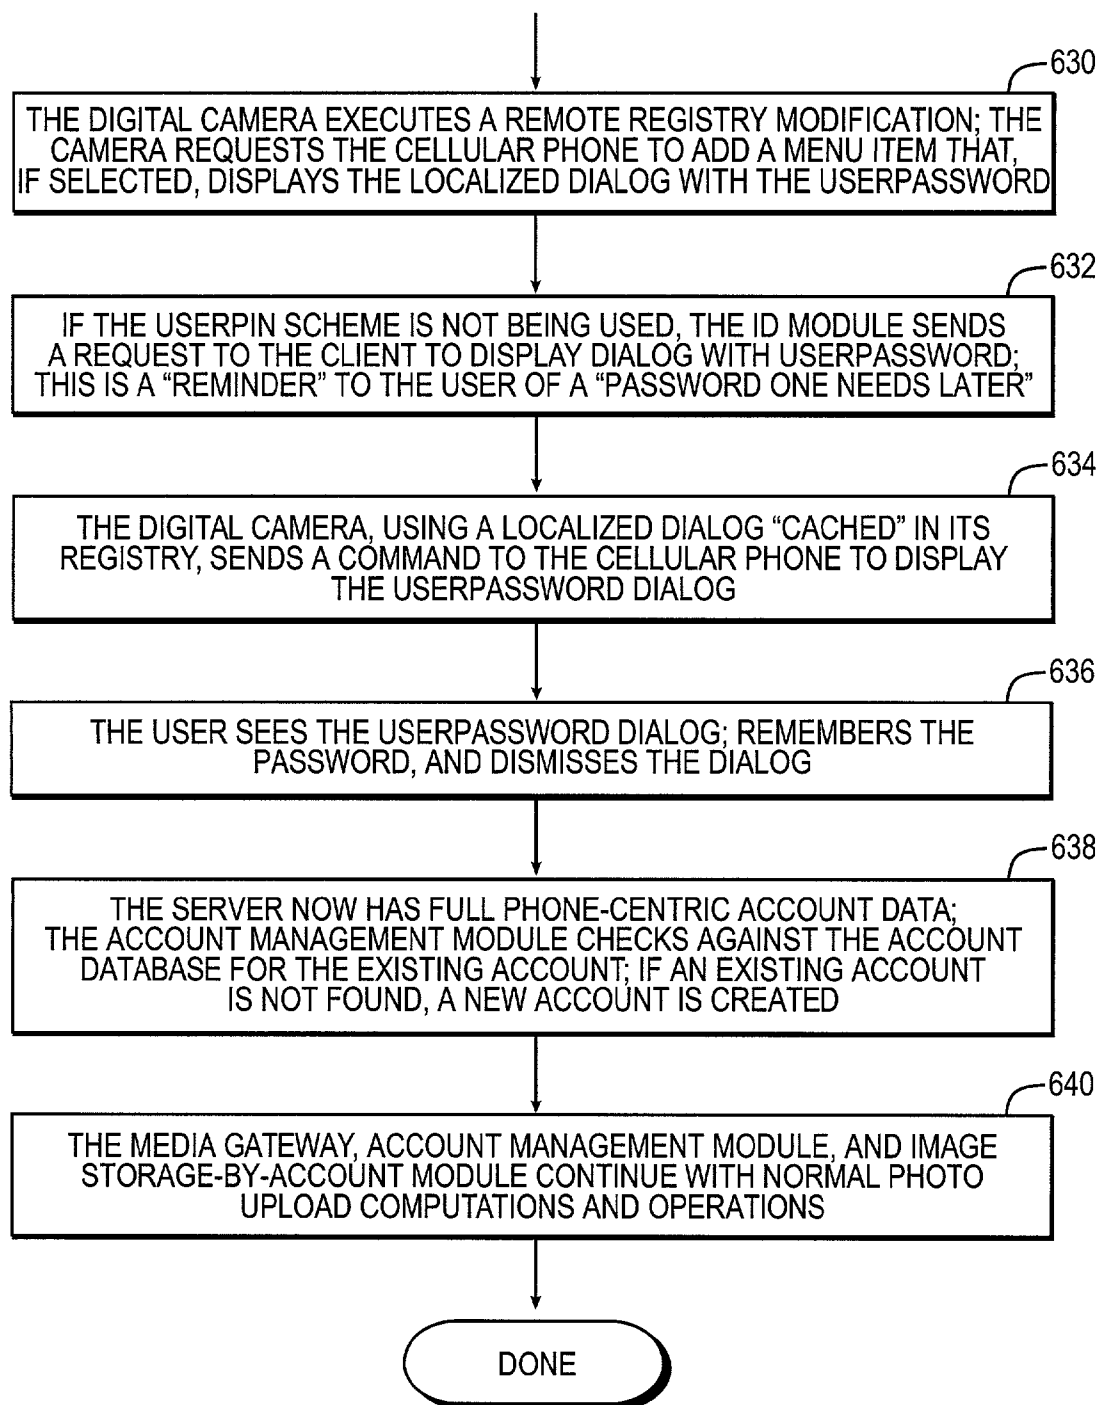 630
THE DIGITAL CAMERA EXECUTES A REMOTE REGISTRY MODIFICATION; THE
CAMERA REQUESTS THE CELLULAR PHONE TO ADD A MENU ITEM THAT,
IF SELECTED, DISPLAYS THE LOCALIZED DIALOG WITH THE USERPASSWORD
632
IF THE USERPIN SCHEME IS NOT BEING USED, THE ID MODULE SENDS
A REQUEST TO THE CLIENT TO DISPLAY DIALOG WITH USERPASSWORD;
THIS IS A “REMINDER” TO THE USER OF A “PASSWORD ONE NEEDS LATER”
634
THE DIGITAL CAMERA, USING A LOCALIZED DIALOG “CACHED” IN ITS
REGISTRY, SENDS A COMMAND TO THE CELLULAR PHONE TO DISPLAY
THE USERPASSWORD DIALOG
636
THE USER SEES THE USERPASSWORD DIALOG; REMEMBERS THE
PASSWORD, AND DISMISSES THE DIALOG
638
THE SERVER NOW HAS FULL PHONE-CENTRIC ACCOUNT DATA;
THE ACCOUNT MANAGEMENT MODULE CHECKS AGAINST THE ACCOUNT
DATABASE FOR THE EXISTING ACCOUNT; IF AN EXISTING ACCOUNT
IS NOT FOUND, A NEW ACCOUNT IS CREATED
640
THE MEDIA GATEWAY, ACCOUNT MANAGEMENT MODULE, AND IMAGE
STORAGE-BY-ACCOUNT MODULE CONTINUE WITH NORMAL PHOTO
UPLOAD COMPUTATIONS AND OPERATIONS
DONE